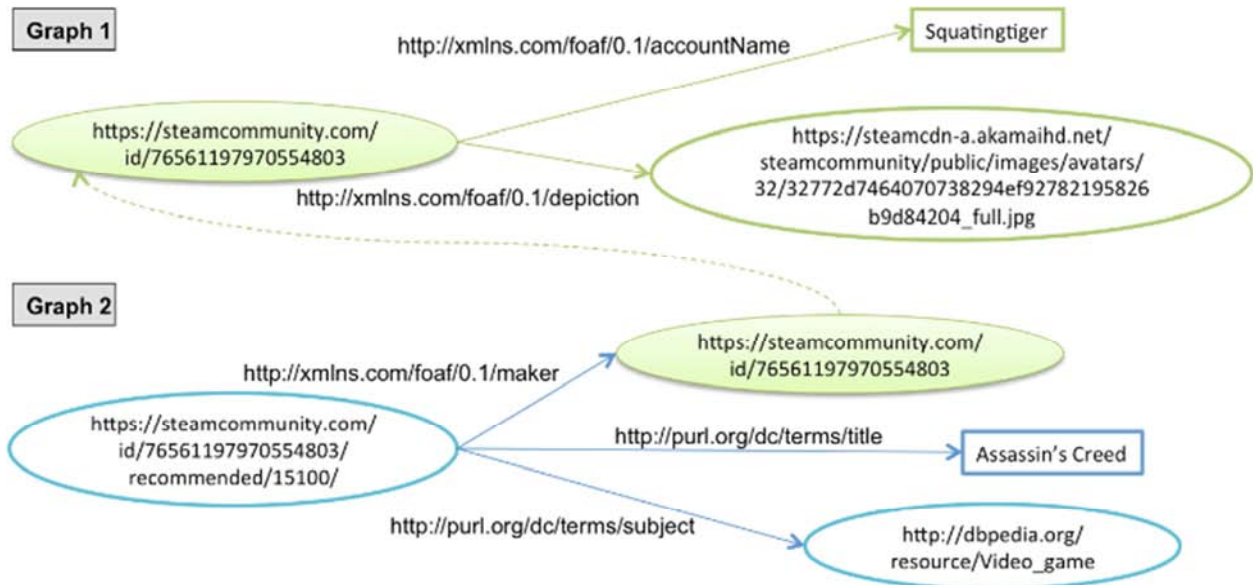 Graph 1
http://xmlns.com/foaf/0.1/accountName
Squatingtiger
https://steamcommunity.com/
id/76561197970554803
http://xmlns.com/foaf/0.1/depiction
https://steamcdn-a.akamaihd.net/
steamcommunity/public/images/avatars/
32/32772d7464070738294ef92782195826
b9d84204_full.jpg
Graph 2
http://xmlns.com/foaf/0.1/maker
https://steamcommunity.com/
id/76561197970554803
https://steamcommunity.com/
id/76561197970554803/
recommended/15100/
http://purl.org/dc/terms/title
Assassin’s Creed
http://purl.org/dc/terms/subject
http://dbpedia.org/
resource/Video_game